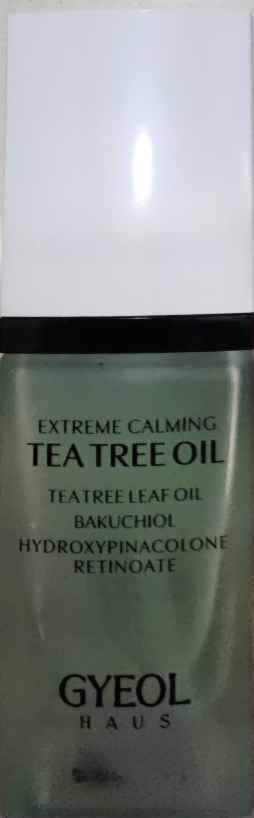 EXTREME CALMING
TEA TREE OIL
TEA TREE LEAF OIL
BAKUCHIOL
HYDROXYPINACOLONE
RETINOATE
GYEOL
HAUS